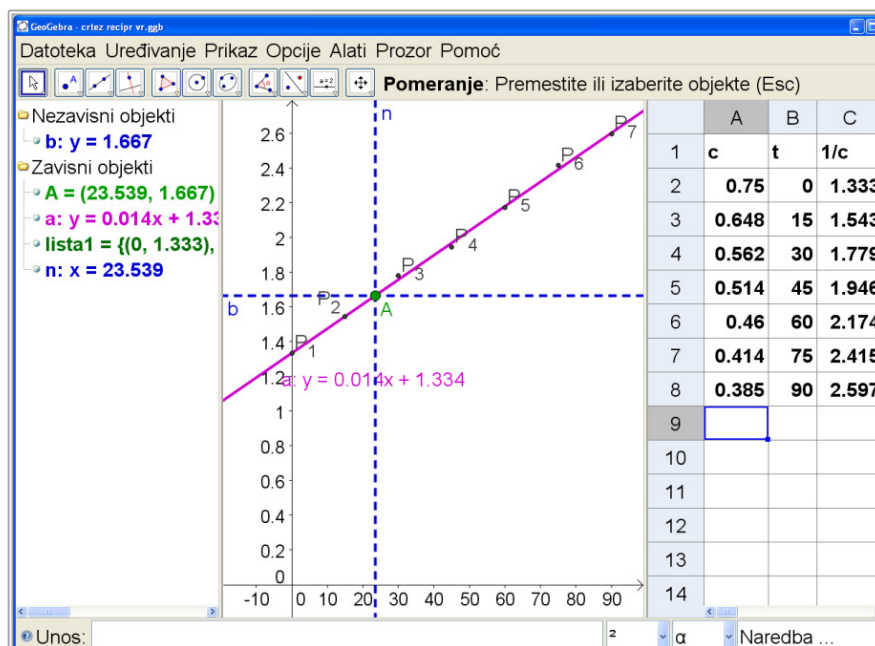 GeoGebra - crtez recipr vr.ggb
Datoteka Uređivanje Prikaz Opcije Alati Prozor Pomoć
Pomeranje: Premestite ili izaberite objekte (Esc)
Nezavisni objekti
b: y = 1.667
Zavisni objekti
A = (23.539, 1.667)
a: y = 0.014x + 1.33
lista1 = {(0, 1.333),
n: x = 23.539
n
2.6
2.4
2.2
2
1.8
1.6
1.4
1.2
1
0.8
0.6
0.4
0.2
0
-10 0 10 20 30 40 50 60 70 80 90
b
A
P1
P2
P3
P4
P5
P6
P7
a: y = 0.014x + 1.334
A B C
1 c t 1/c
2 0.75 0 1.333
3 0.648 15 1.543
4 0.562 30 1.779
5 0.514 45 1.946
6 0.46 60 2.174
7 0.414 75 2.415
8 0.385 90 2.597
9
10
11
12
13
14
Unos: ² α Naredba ...